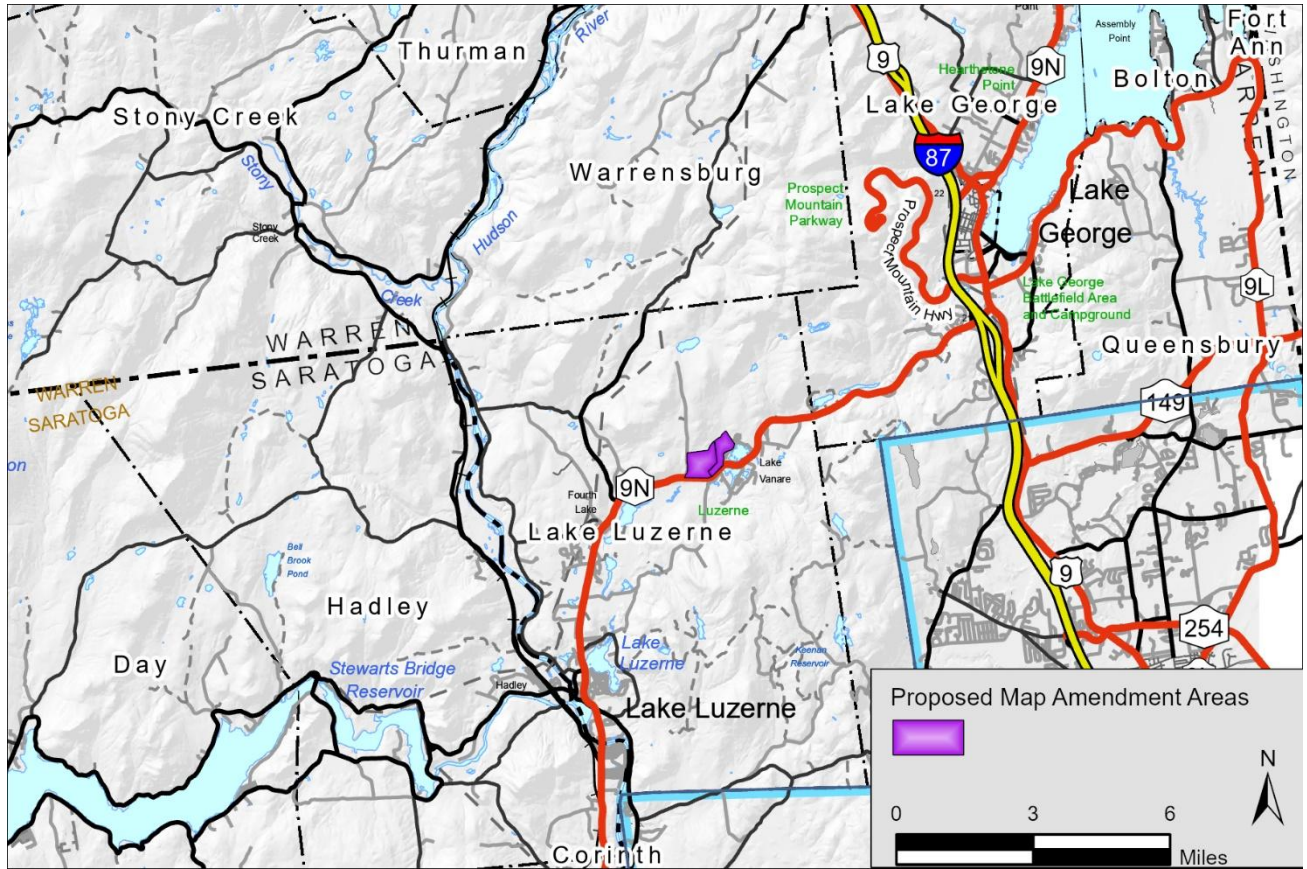 Thurman
River
9
Hearthstone
Point
Point
9N
Assembly
Point
Fort
Ann
Bolton
WARREN
WASHINGTON
Stony Creek
Lake George
87
Warrensburg
Stony
Prospect
Mountain
Parkway
22
Lake
George
Prospect Mountain Hwy
Stony
Creek
Hudson
Creek
Lake George
Battlefield Area
and Campground
9L
WARREN
SARATOGA
Queensbury
WARREN
SARATOGA
149
on
9N
Lake
Vanare
Fourth
Lake
Luzerne
Lake Luzerne
Bell
Brook
Pond
9
Hadley
254
Day
Stewarts Bridge
Reservoir
Lake
Luzerne
Keenan
Reservoir
Hadley
Lake Luzerne
Corinth
Proposed Map Amendment Areas
N
0 3 6
Miles